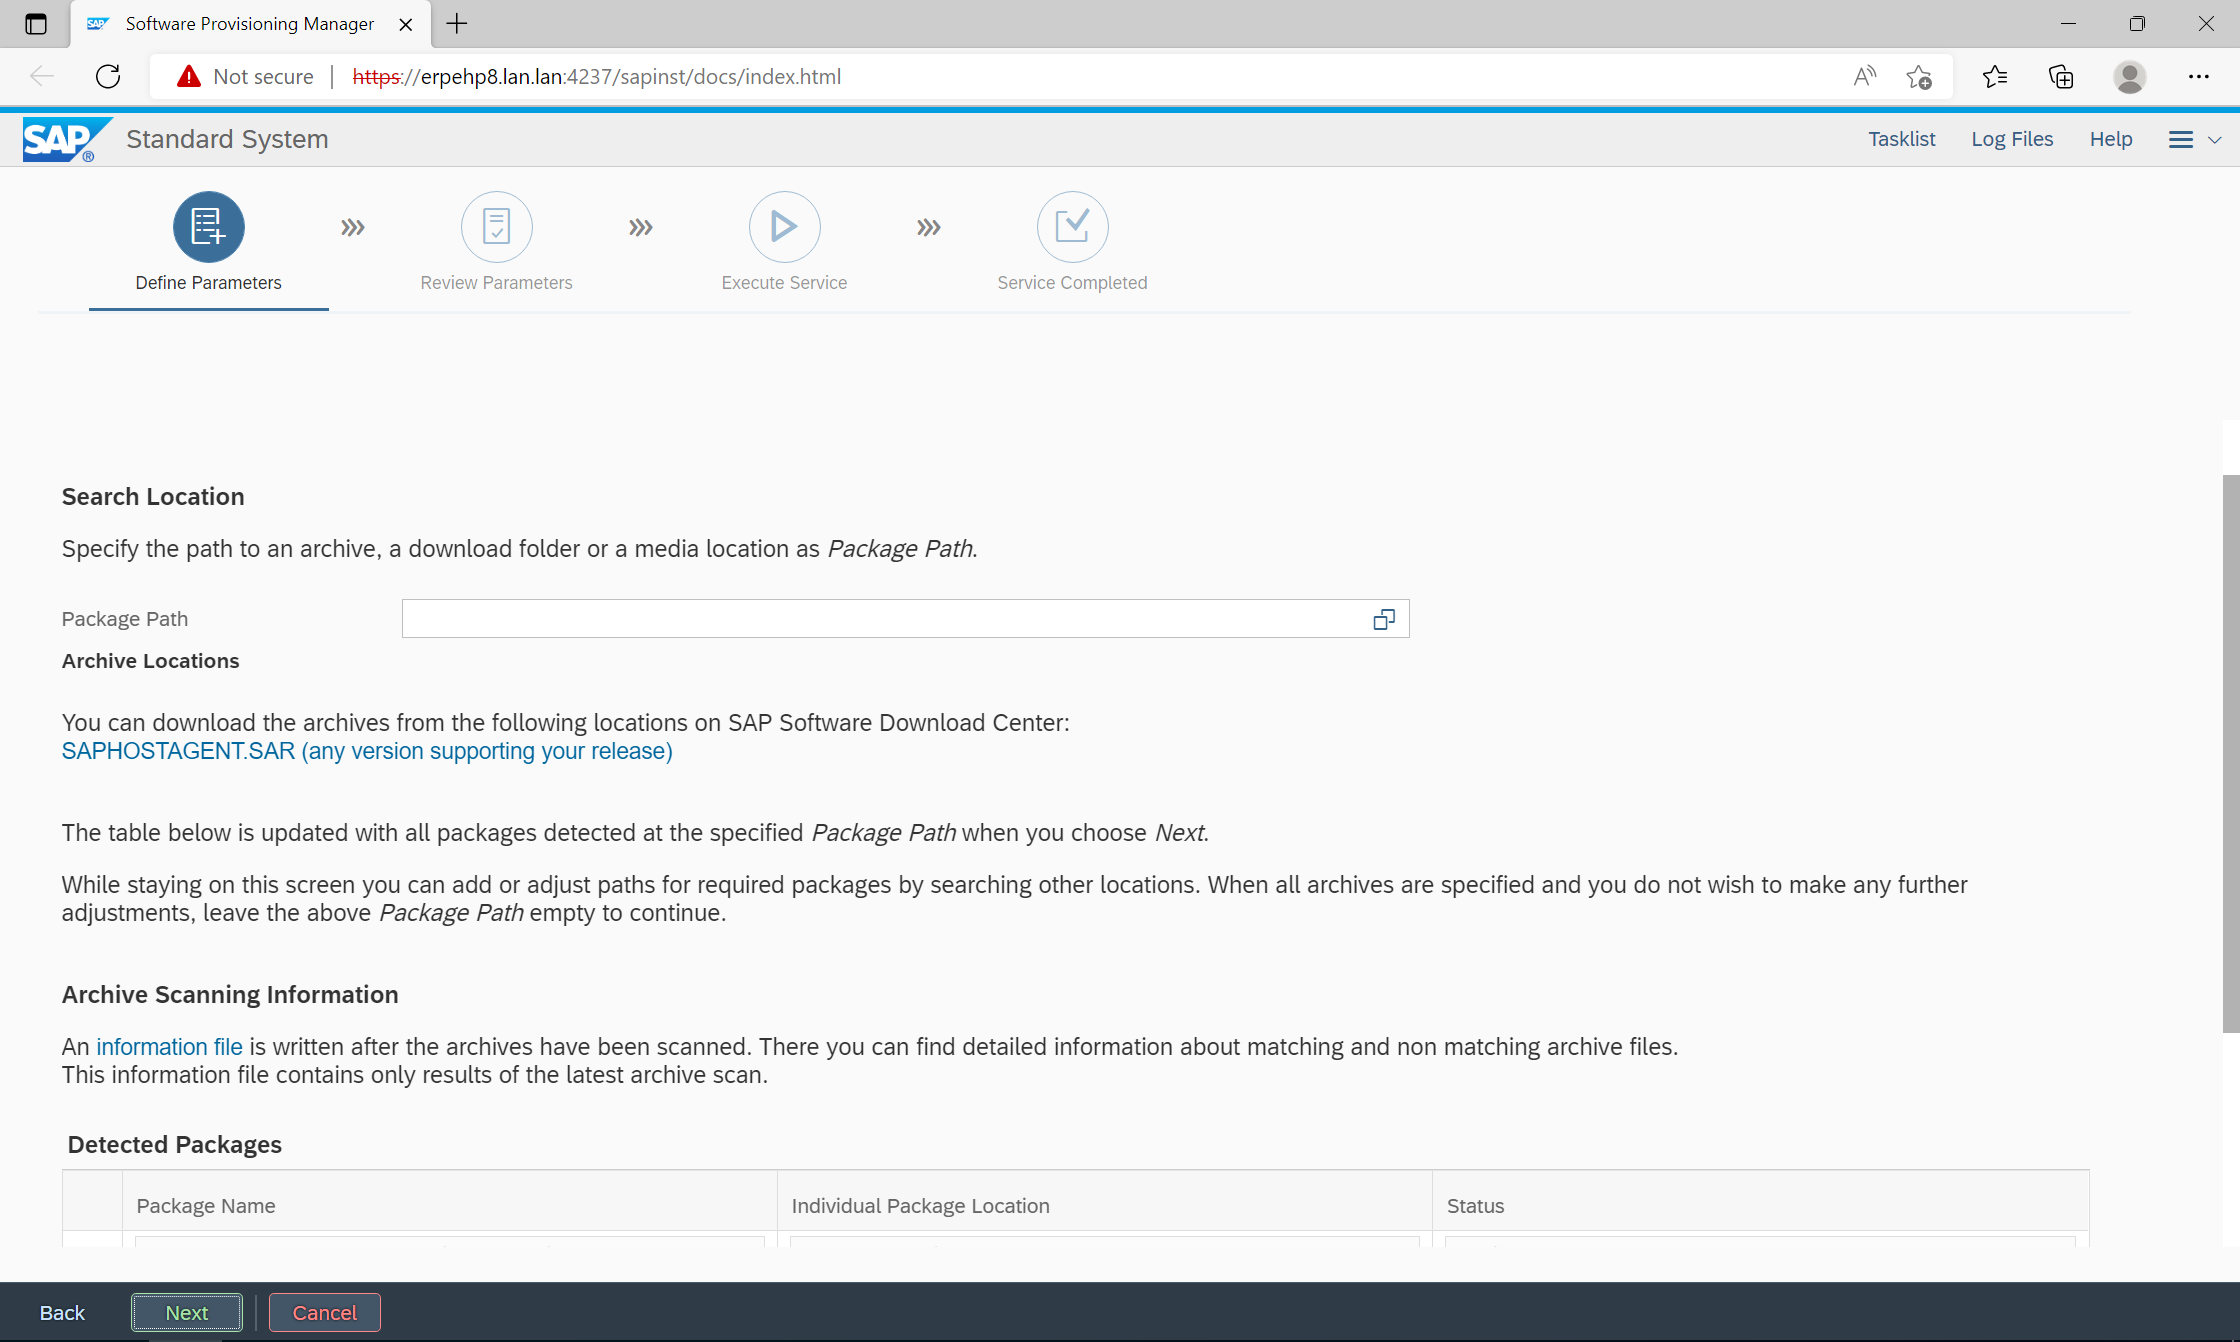 Software Provisioning Manager
Not secure
https://erpehp8.lan.lan:4237/sapinst/docs/index.html
SAP® Standard System
Tasklist Log Files Help
Define Parameters Review Parameters Execute Service Service Completed
Search Location
Specify the path to an archive, a download folder or a media location as Package Path.
Package Path
Archive Locations
You can download the archives from the following locations on SAP Software Download Center:
SAPHOSTAGENT.SAR (any version supporting your release)
The table below is updated with all packages detected at the specified Package Path when you choose Next.
While staying on this screen you can add or adjust paths for required packages by searching other locations. When all archives are specified and you do not wish to make any further
adjustments, leave the above Package Path empty to continue.
Archive Scanning Information
An information file is written after the archives have been scanned. There you can find detailed information about matching and non matching archive files.
This information file contains only results of the latest archive scan.
Detected Packages
Package Name Individual Package Location Status
Back Next Cancel